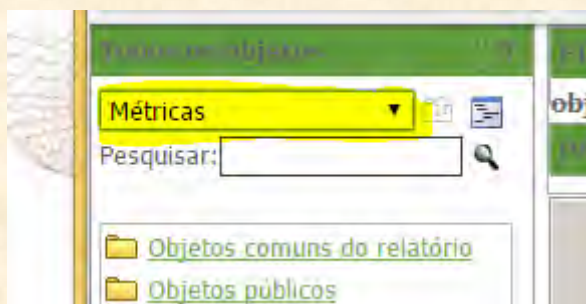 Métricas
Pesquisar:
Objetos comuns do relatório
Objetos públicos